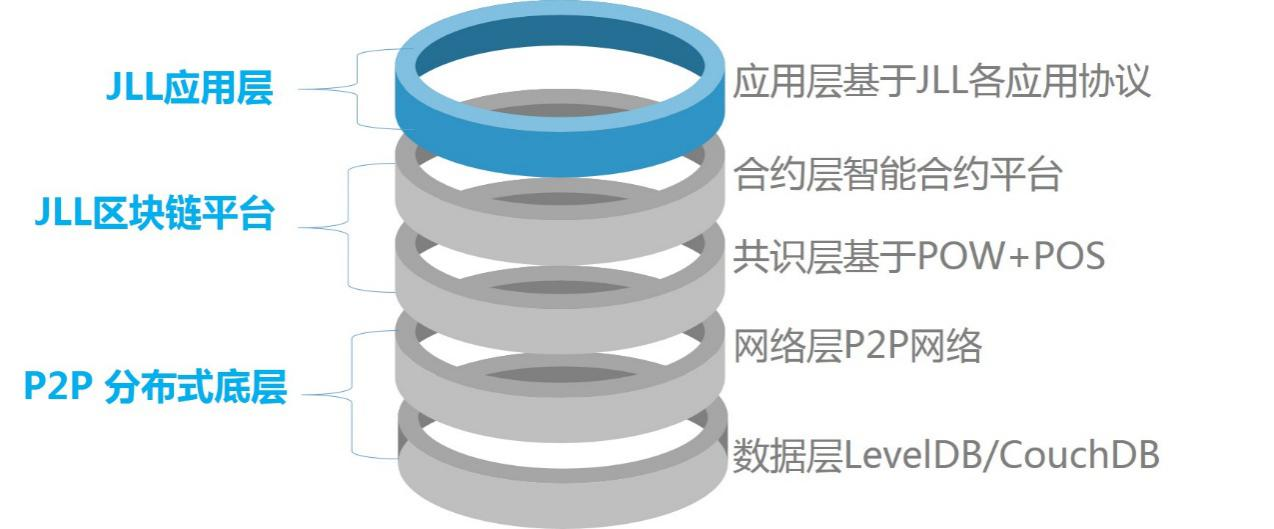 JLL应用层
应用层基于JLL各应用协议
合约层智能合约平台
JLL区块链平台
共识层基于POW+POS
网络层P2P网络
P2P 分布式底层
数据层LevelDB/CouchDB